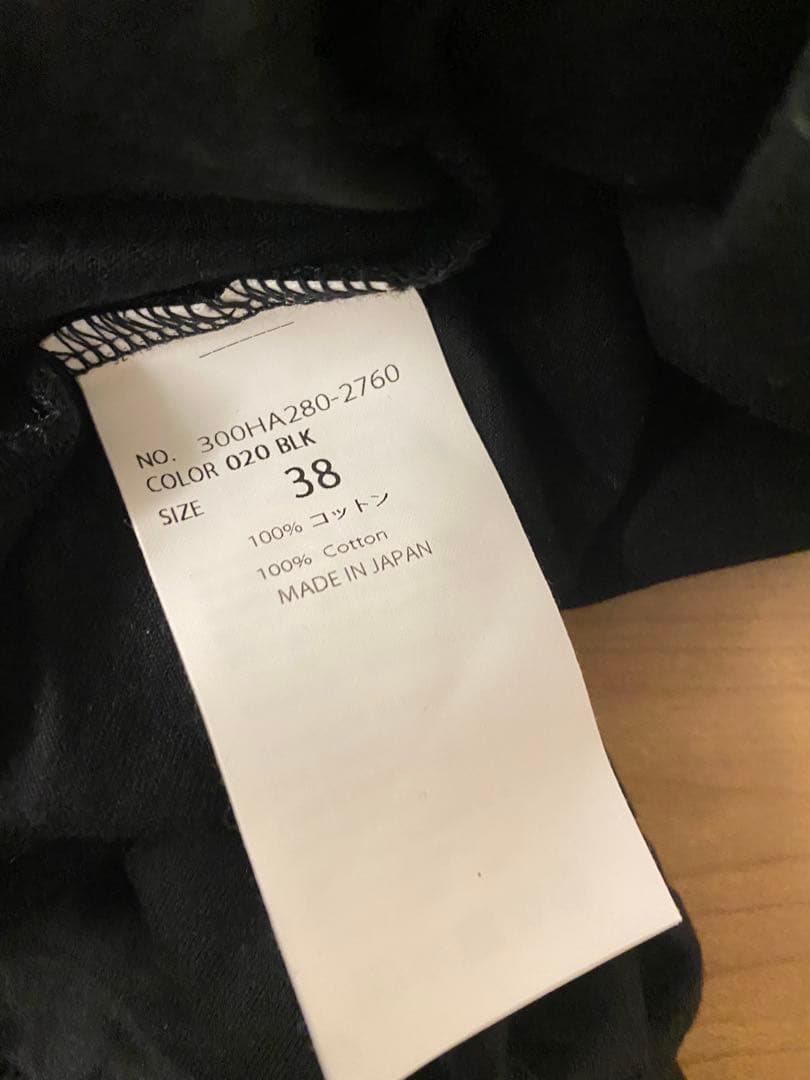 NO. 300HA280-2760
COLOR 020 BLK
SIZE 38
100% コットン
100% Cotton
MADE IN JAPAN